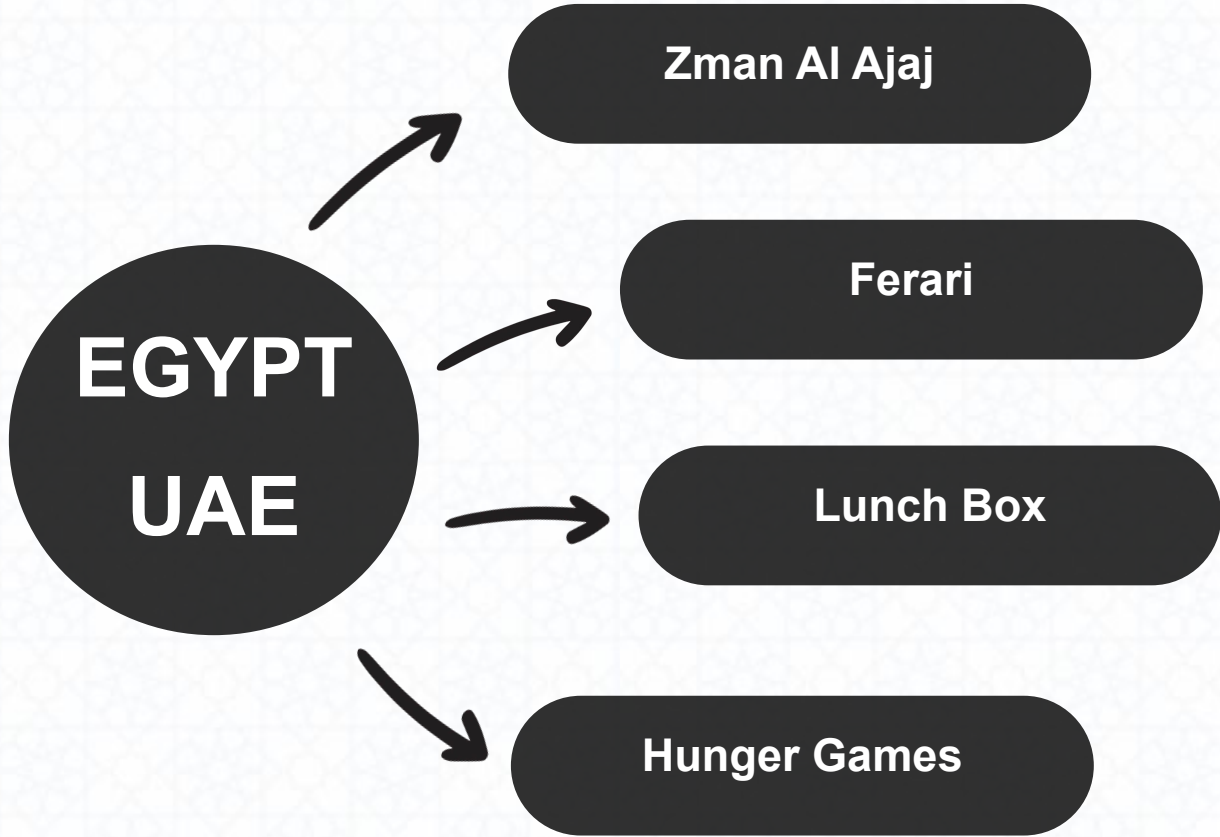 Zman Al Ajaj
Ferari
EGYPT
UAE
Lunch Box
Hunger Games